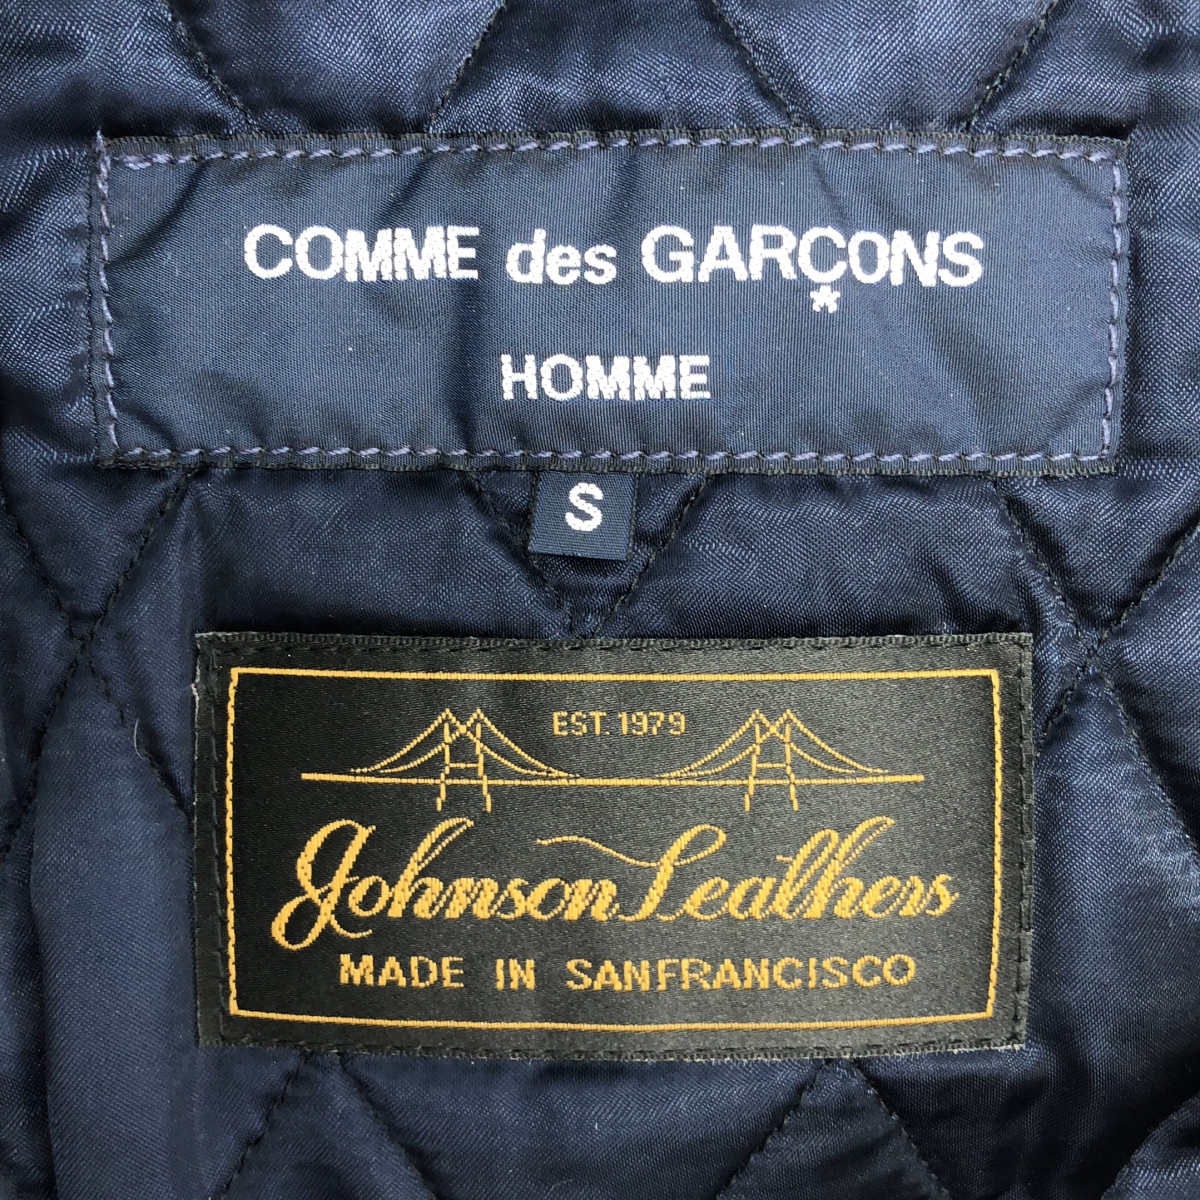 COMME des GARÇONS
HOMME
S
EST. 1979
Johnson Leathers
MADE IN SANFRANCISCO